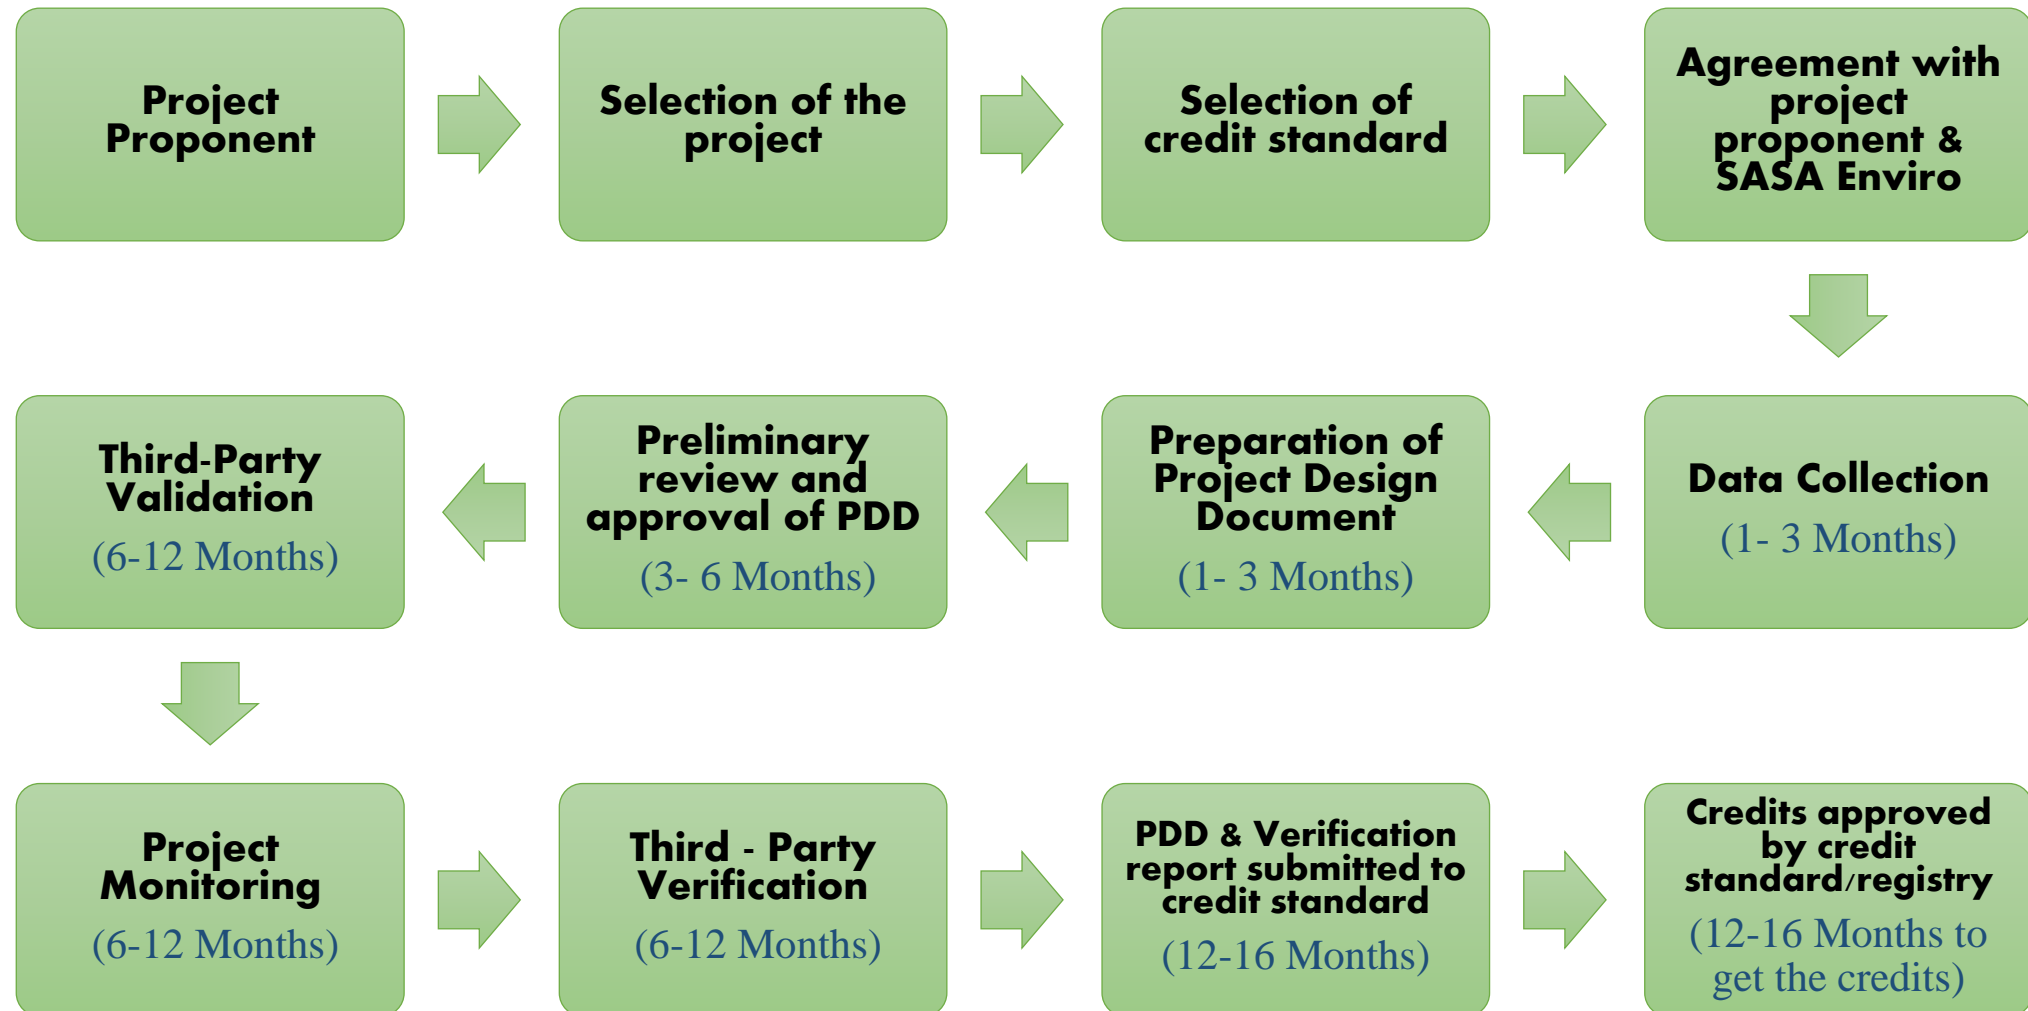 Project
Proponent
Selection of the
project
Selection of
credit standard
Agreement with
project
proponent &
SASA Enviro
Data Collection
(1- 3 Months)
Preparation of
Project Design
Document
(1- 3 Months)
Preliminary
review and
approval of PDD
(3- 6 Months)
Third-Party
Validation
(6-12 Months)
Project
Monitoring
(6-12 Months)
Third - Party
Verification
(6-12 Months)
PDD & Verification
report submitted to
credit standard
(12-16 Months)
Credits approved
by credit
standard/registry
(12-16 Months to
get the credits)